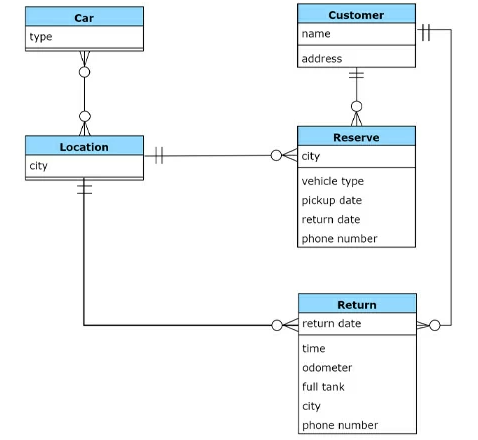 Car
type
Customer
name
address
Location
city
Reserve
city
vehicle type
pickup date
return date
phone number
Return
return date
time
odometer
full tank
city
phone number